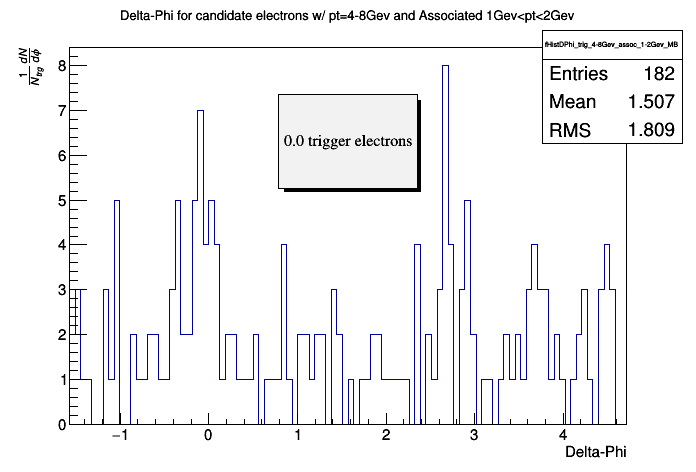 Delta-Phi for candidate electrons w/ pt=4-8Gev and Associated 1Gev<pt<2Gev
fHistDPhi_trig_4-8Gev_assoc_1-2Gev_MB
Entries 182
Mean 1.507
RMS 1.809
1/N_trg dN/dϕ
0.0 trigger electrons
8
7
6
5
4
3
2
1
0
−1 0 1 2 3 4
Delta-Phi